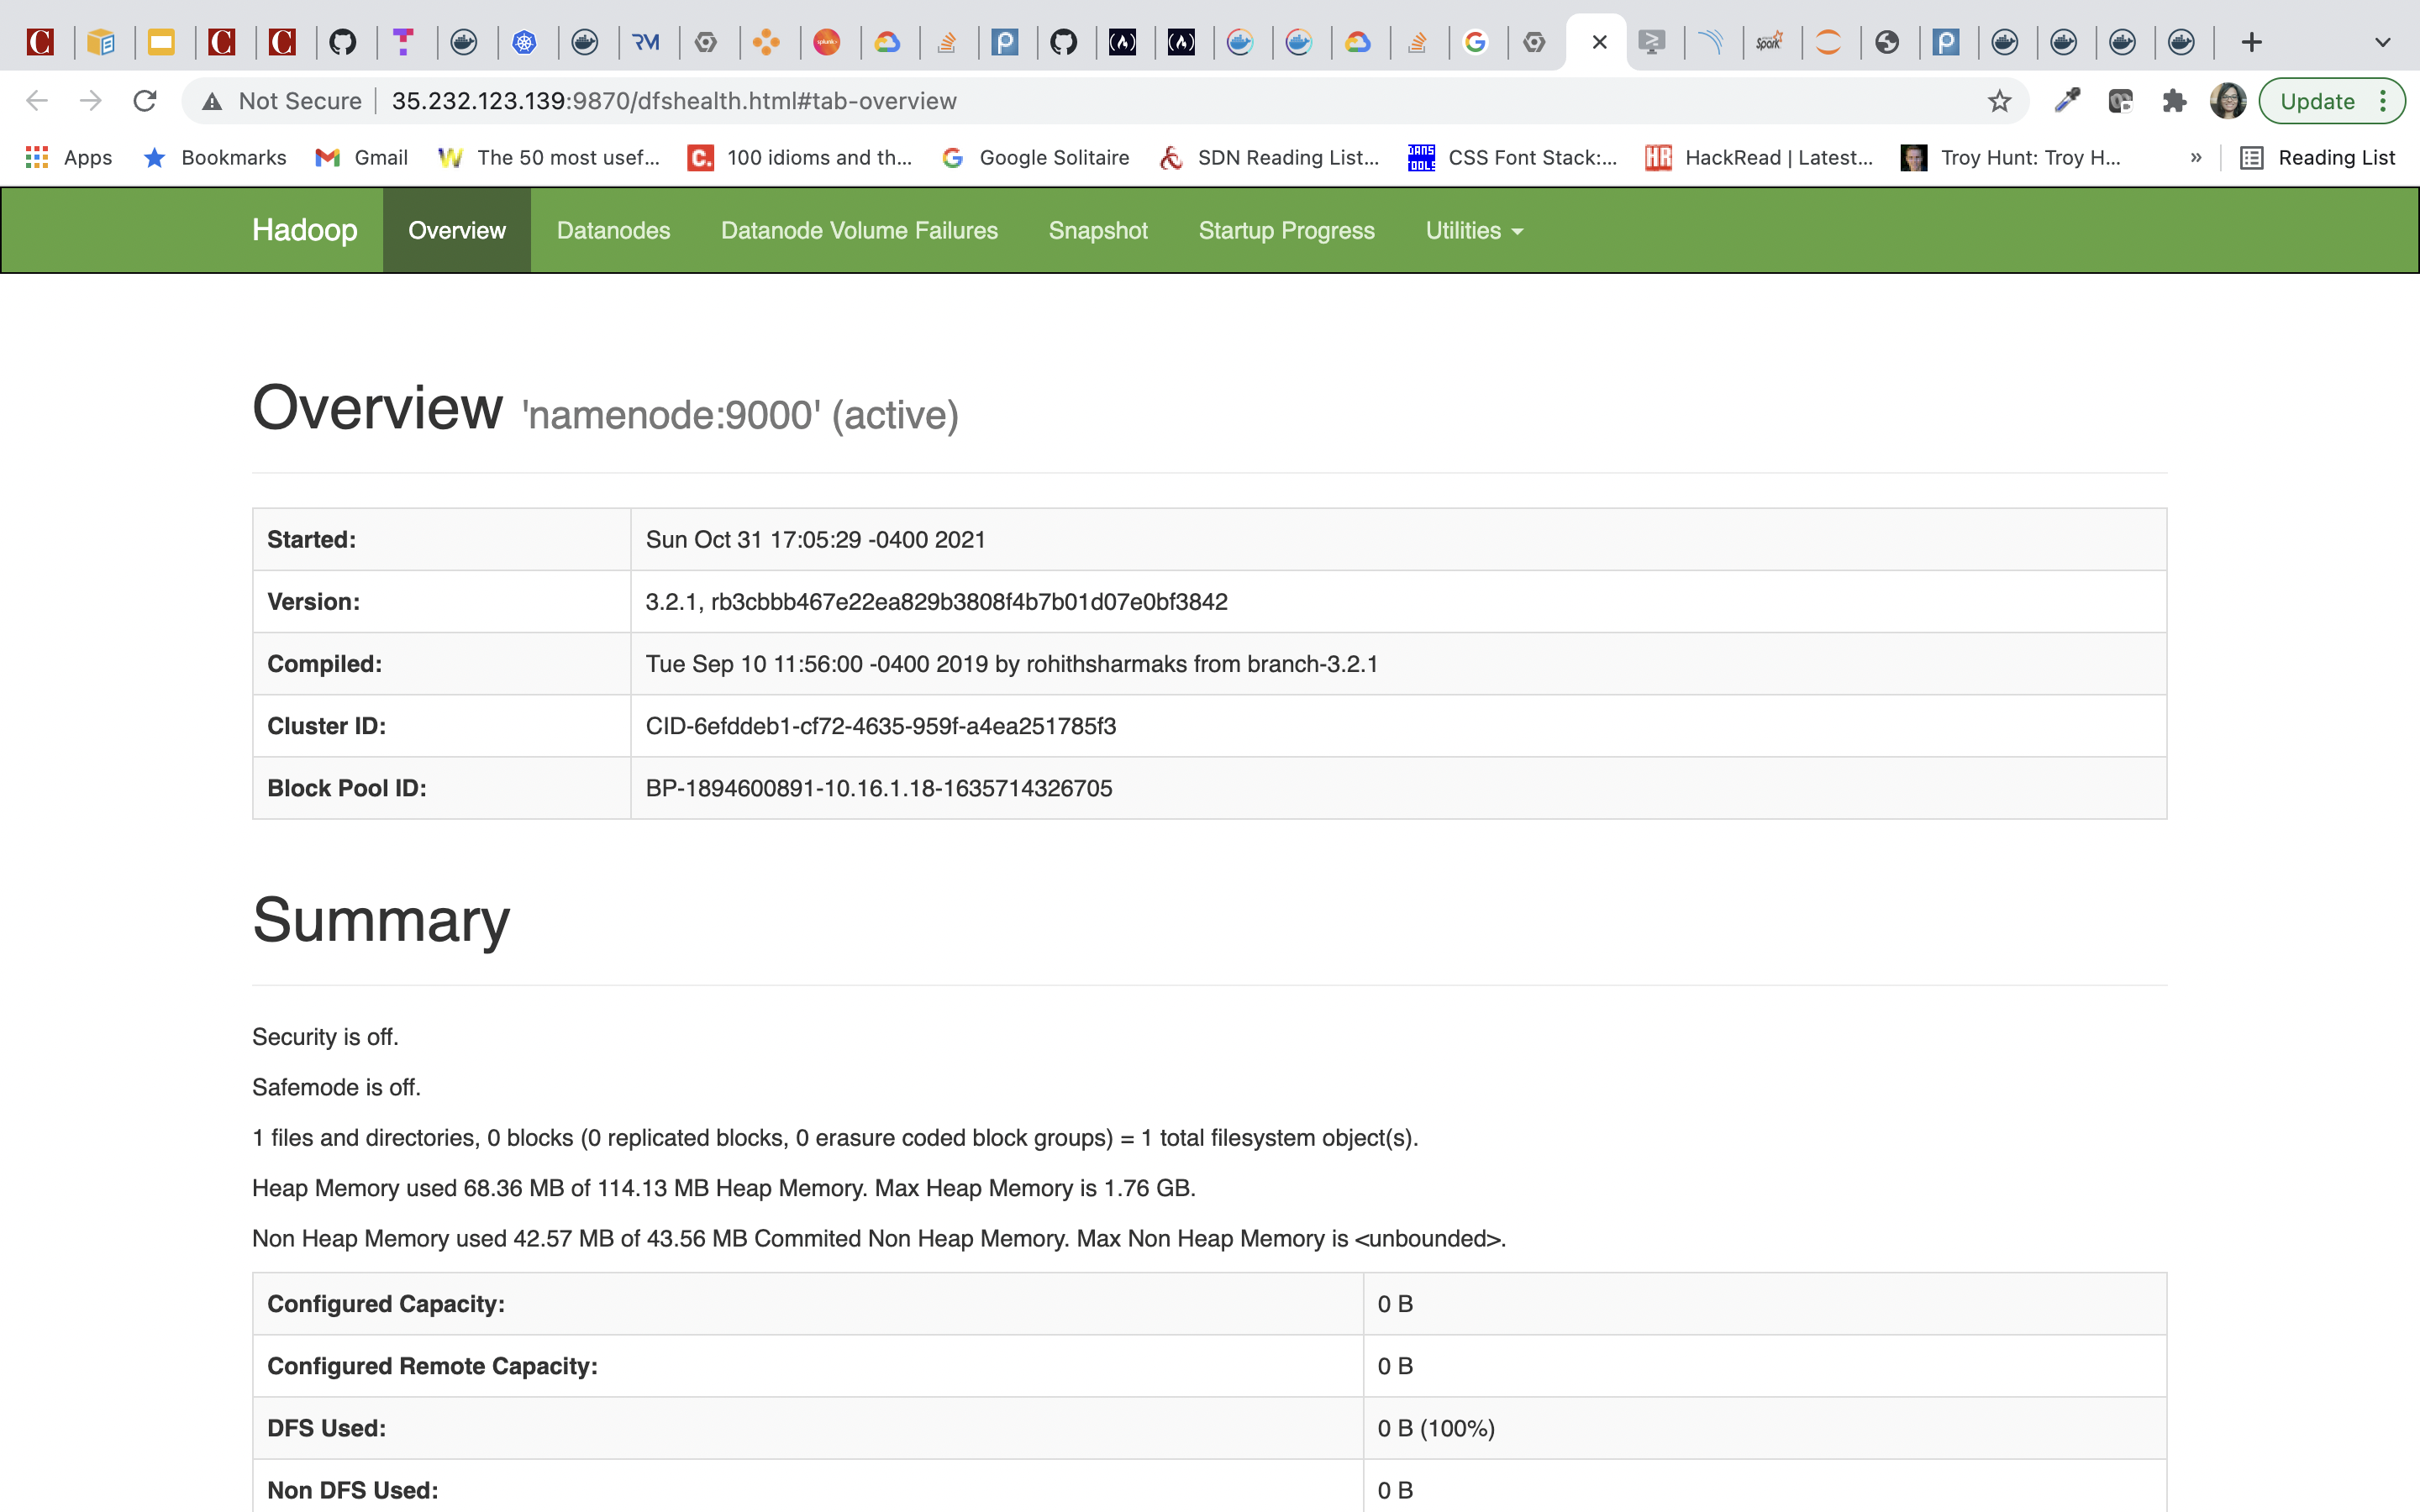 Not Secure 35.232.123.139:9870/dfshealth.html#tab-overview Update
Apps Bookmarks Gmail The 50 most usef... 100 idioms and th... Google Solitaire SDN Reading List... CSS Font Stack:... HackRead | Latest... Troy Hunt: Troy H... » Reading List
Hadoop Overview Datanodes Datanode Volume Failures Snapshot Startup Progress Utilities
Overview 'namenode:9000' (active)
Started: Sun Oct 31 17:05:29 -0400 2021
Version: 3.2.1, rb3cbbb467e22ea829b3808f4b7b01d07e0bf3842
Compiled: Tue Sep 10 11:56:00 -0400 2019 by rohithsharmaks from branch-3.2.1
Cluster ID: CID-6efddeb1-cf72-4635-959f-a4ea251785f3
Block Pool ID: BP-1894600891-10.16.1.18-1635714326705
Summary
Security is off.
Safemode is off.
1 files and directories, 0 blocks (0 replicated blocks, 0 erasure coded block groups) = 1 total filesystem object(s).
Heap Memory used 68.36 MB of 114.13 MB Heap Memory. Max Heap Memory is 1.76 GB.
Non Heap Memory used 42.57 MB of 43.56 MB Commited Non Heap Memory. Max Non Heap Memory is <unbounded>.
Configured Capacity: 0 B
Configured Remote Capacity: 0 B
DFS Used: 0 B (100%)
Non DFS Used: 0 B